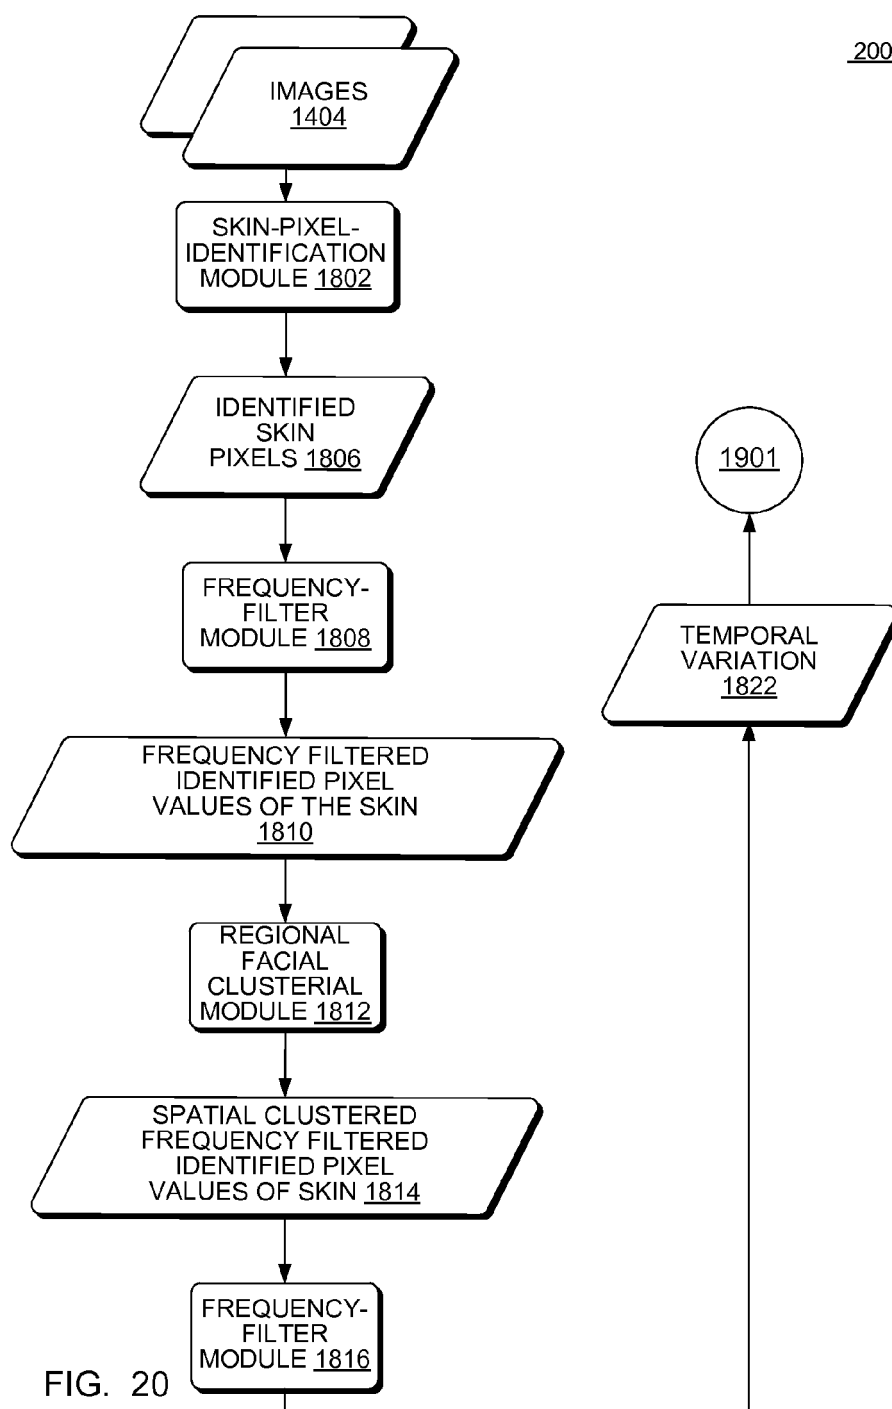 200
IMAGES
1404
SKIN-PIXEL-
IDENTIFICATION
MODULE 1802
IDENTIFIED
SKIN
PIXELS 1806
FREQUENCY-
FILTER
MODULE 1808
FREQUENCY FILTERED
IDENTIFIED PIXEL
VALUES OF THE SKIN
1810
REGIONAL
FACIAL
CLUSTERIAL
MODULE 1812
SPATIAL CLUSTERED
FREQUENCY FILTERED
IDENTIFIED PIXEL
VALUES OF SKIN 1814
FREQUENCY-
FILTER
MODULE 1816
1901
TEMPORAL
VARIATION
1822
FIG. 20